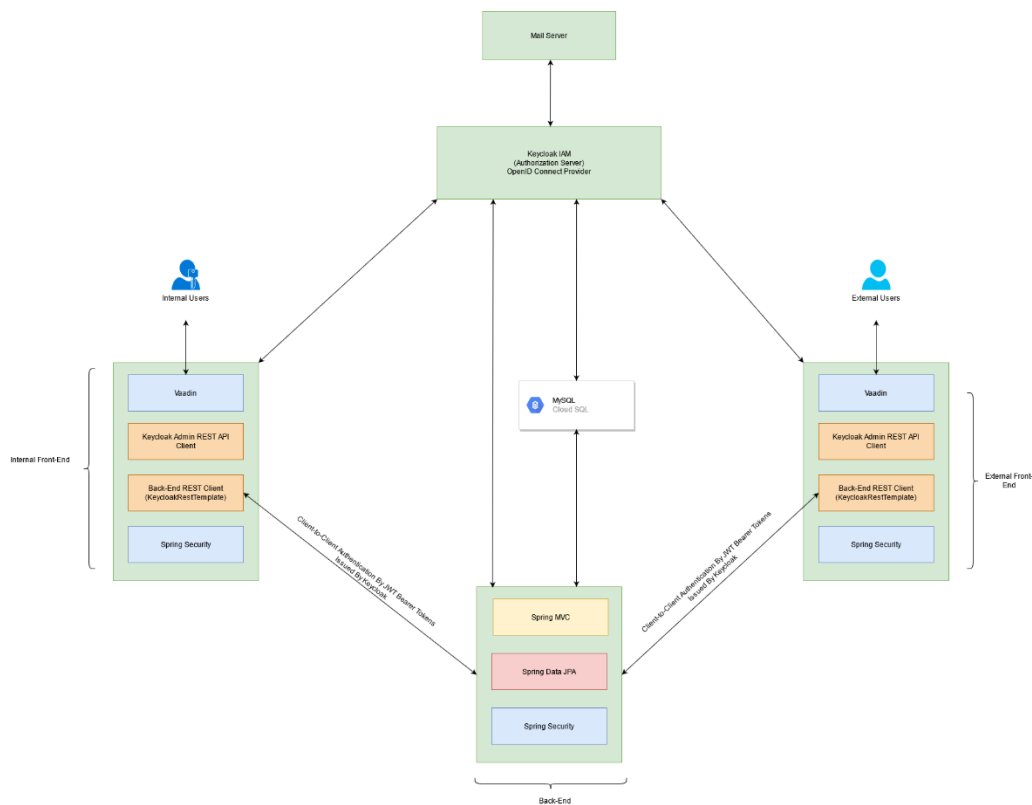 Mail Server
Keycloak IAM
(Authorization Server)
OpenID Connect Provider
Internal Users
External Users
Vaadin
Keycloak Admin REST API
Client
Back-End REST Client
(KeycloakRestTemplate)
Spring Security
Internal Front-End
MySQL
Cloud SQL
Vaadin
Keycloak Admin REST API
Client
Back-End REST Client
(KeycloakRestTemplate)
Spring Security
External Front-
End
Client-to-Client Authentication By JWT Bearer Tokens
Issued By Keycloak
Client-to-Client Authentication By JWT Bearer Tokens
Issued By Keycloak
Spring MVC
Spring Data JPA
Spring Security
Back-End